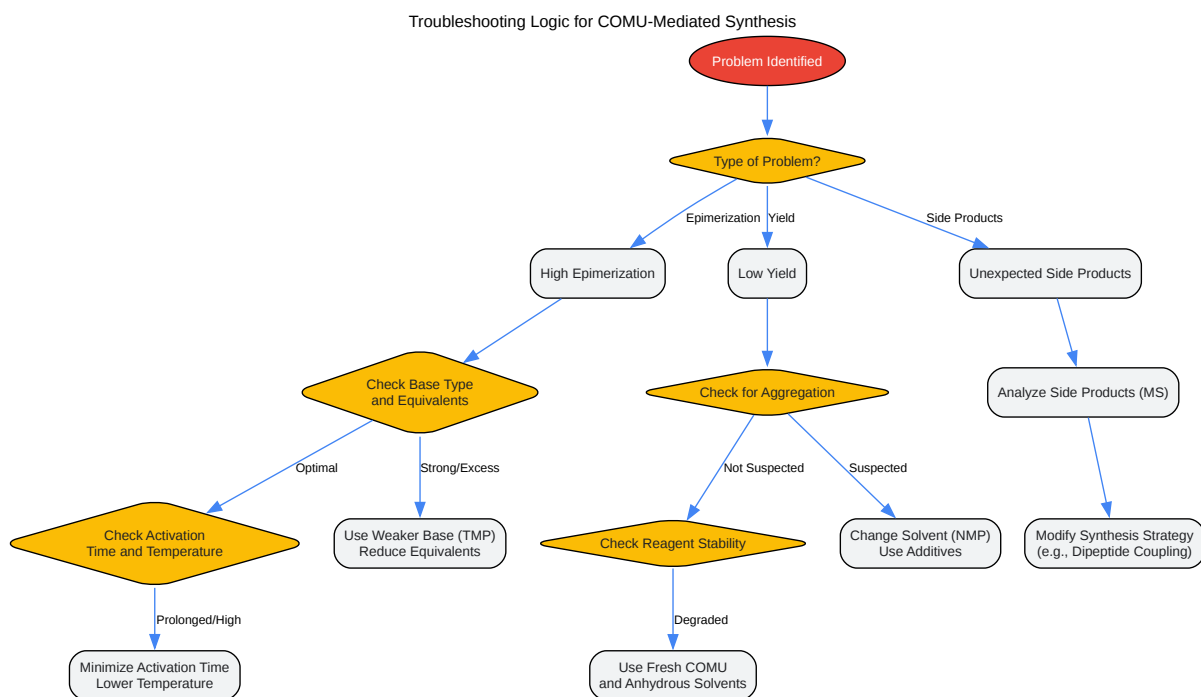 Troubleshooting Logic for COMU-Mediated Synthesis
Problem Identified
Type of Problem?
Epimerization
Yield
Side Products
High Epimerization
Low Yield
Unexpected Side Products
Check Base Type
and Equivalents
Check for Aggregation
Analyze Side Products (MS)
Optimal
Strong/Excess
Not Suspected
Suspected
Check Activation
Time and Temperature
Use Weaker Base (TMP)
Reduce Equivalents
Check Reagent Stability
Change Solvent (NMP)
Use Additives
Modify Synthesis Strategy
(e.g., Dipeptide Coupling)
Prolonged/High
Degraded
Minimize Activation Time
Lower Temperature
Use Fresh COMU
and Anhydrous Solvents